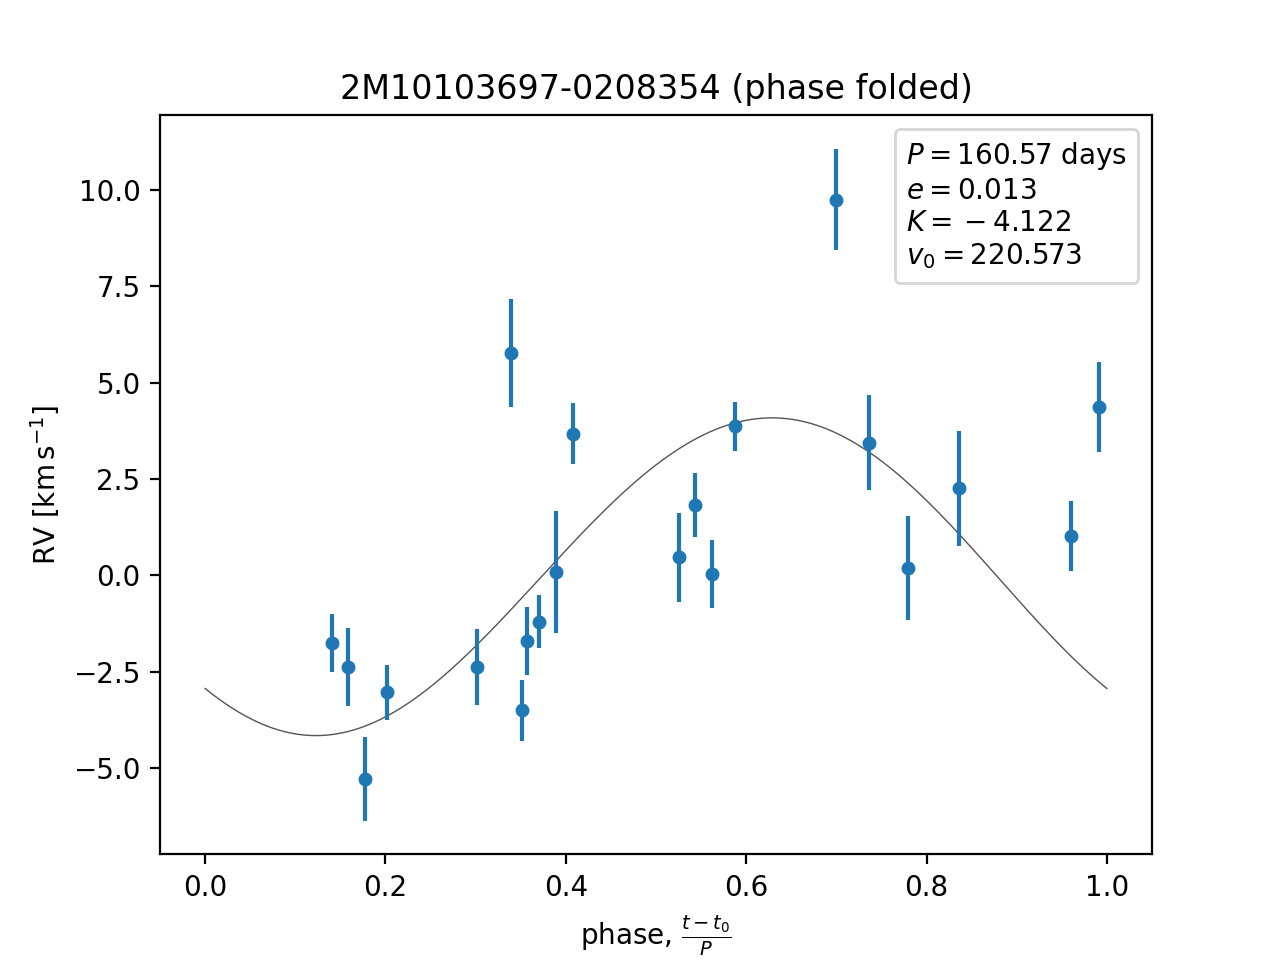 2M10103697-0208354 (phase folded)
P = 160.57 days
e = 0.013
K = −4.122
v₀ = 220.573
10.0
7.5
5.0
2.5
0.0
−2.5
−5.0
RV [km s⁻¹]
0.0 0.2 0.4 0.6 0.8 1.0
phase, (t − t₀)/P